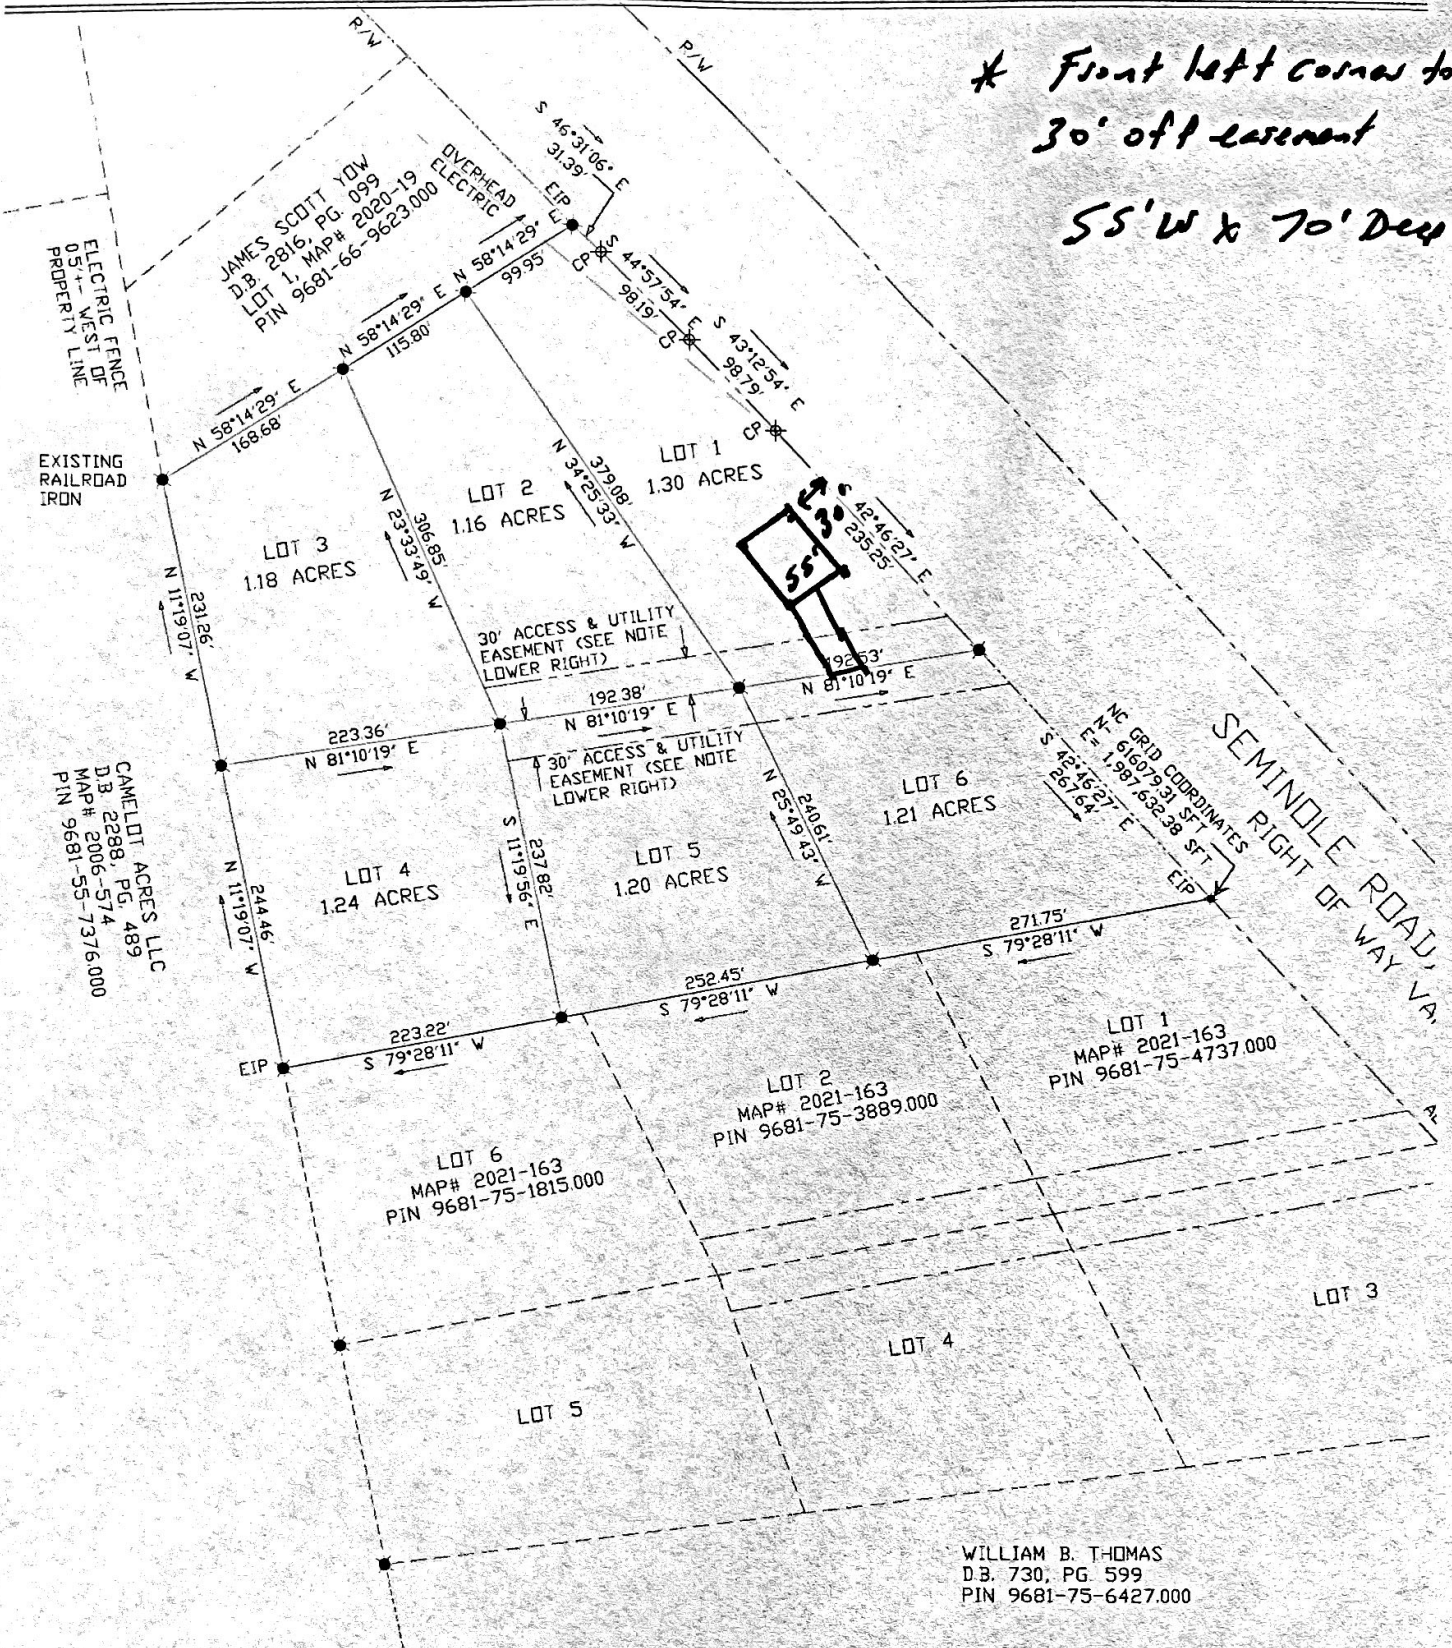 * Front left corner to
30' off easement
55' W x 70' Deep
R/W
R/W
S 46°31'06" E
31.39'
EIP
OVERHEAD
ELECTRIC
JAMES SCOTT YOW
D.B. 2816, PG. 099
LOT 1, MAP# 2020-19
PIN 9681-66-9623.000
ELECTRIC FENCE
0.5'+- WEST OF
PROPERTY LINE
N 58°14'29" E
99.95'
N 58°14'29" E
115.80'
N 58°14'29" E
168.68'
CP
S 44°57'54" E
98.19'
CP
S 43°12'54" E
98.79'
CP
EXISTING
RAILROAD
IRON
LOT 1
1.30 ACRES
LOT 2
1.16 ACRES
LOT 3
1.18 ACRES
379.08'
N 34°25'33" W
306.85'
N 23°33'49" W
231.26'
N 11°19'07" W
30'
55'
S 42°46'27" E
235.25'
30' ACCESS & UTILITY
EASEMENT (SEE NOTE
LOWER RIGHT)
192.53'
N 81°10'19" E
192.38'
N 81°10'19" E
223.36'
N 81°10'19" E
30' ACCESS & UTILITY
EASEMENT (SEE NOTE
LOWER RIGHT)
NC GRID COORDINATES
N- 616079.31 SFT
E= 1,987,632.38 SFT
S 42°46'27" E
267.64'
EIP
SEMINOLE ROAD,
RIGHT OF WAY VA
LOT 6
1.21 ACRES
LOT 5
1.20 ACRES
LOT 4
1.24 ACRES
240.61'
N 25°49'43" W
237.82'
S 11°19'56" E
244.46'
N 11°19'07" W
CAMELOT ACRES LLC
D.B. 2288, PG. 489
MAP# 2006-574
PIN 9681-55-7376.000
271.75'
S 79°28'11" W
252.45'
S 79°28'11" W
223.22'
S 79°28'11" W
EIP
LOT 1
MAP# 2021-163
PIN 9681-75-4737.000
LOT 2
MAP# 2021-163
PIN 9681-75-3889.000
LOT 6
MAP# 2021-163
PIN 9681-75-1815.000
LOT 3
LOT 4
LOT 5
WILLIAM B. THOMAS
D.B. 730, PG. 599
PIN 9681-75-6427.000